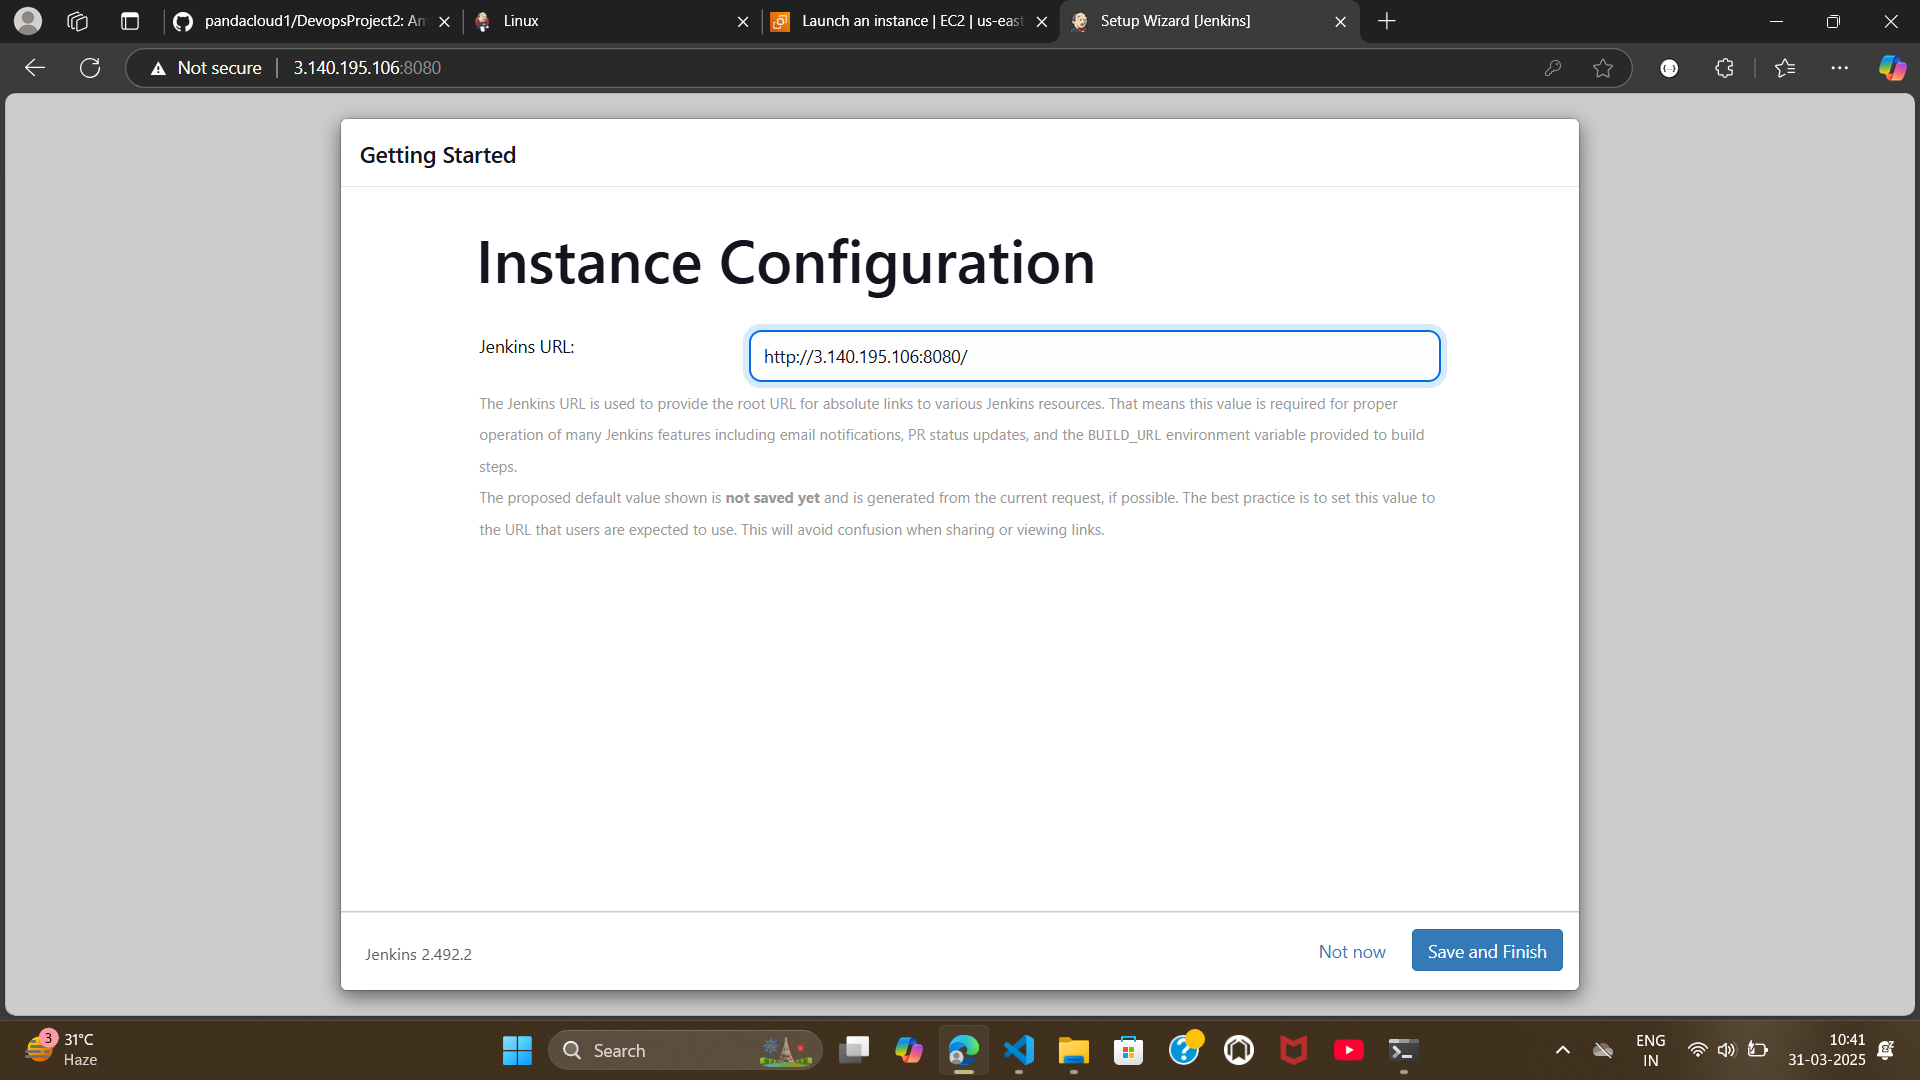 pandacloud1/DevopsProject2: Am
Linux
Launch an instance | EC2 | us-east
Setup Wizard [Jenkins]
Not secure
3.140.195.106:8080
Getting Started
Instance Configuration
Jenkins URL:
http://3.140.195.106:8080/
The Jenkins URL is used to provide the root URL for absolute links to various Jenkins resources. That means this value is required for proper
operation of many Jenkins features including email notifications, PR status updates, and the BUILD_URL environment variable provided to build
steps.
The proposed default value shown is not saved yet and is generated from the current request, if possible. The best practice is to set this value to
the URL that users are expected to use. This will avoid confusion when sharing or viewing links.
Jenkins 2.492.2
Not now
Save and Finish
3
31°C
Haze
Search
ENG
IN
10:41
31-03-2025